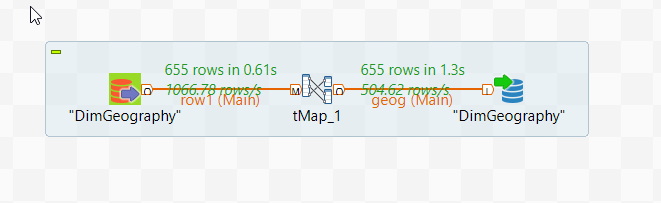 655 rows in 0.61s
1066.78 rows/s
row1 (Main)
655 rows in 1.3s
504.62 rows/s
geog (Main)
O
M
O
I
"DimGeography"
tMap_1
"DimGeography"